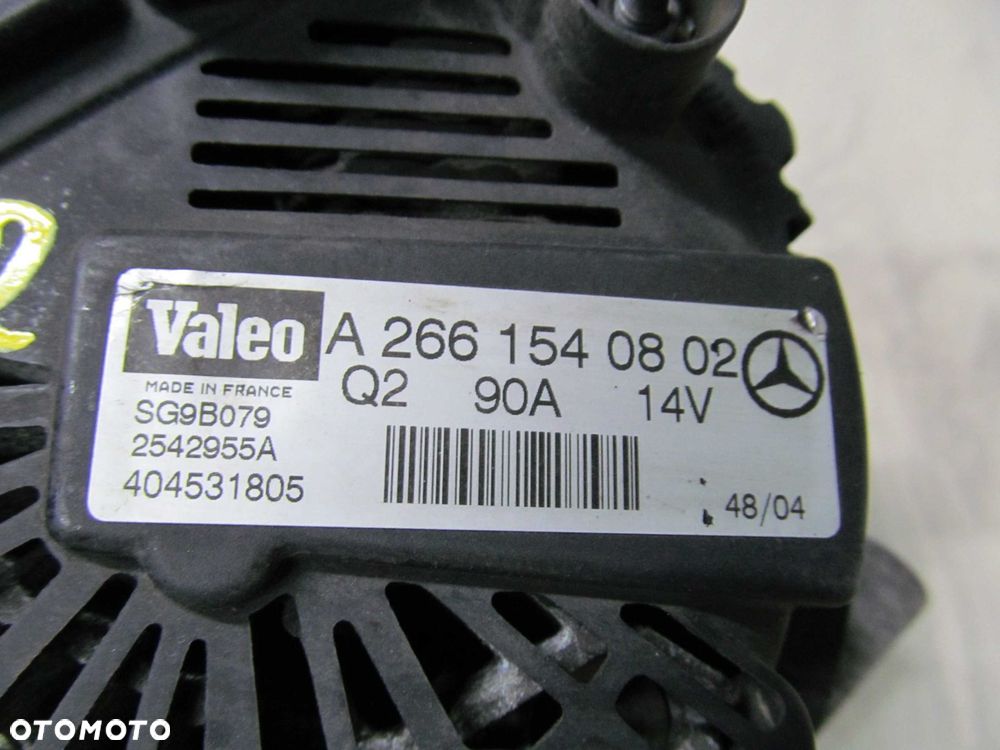 Valeo A 266 154 08 02
MADE IN FRANCE Q2 90A 14V
SG9B079
2542955A
404531805
48/04
OTOMOTO